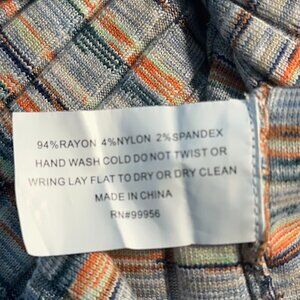 94%RAYON 4%NYLON 2%SPANDEX
HAND WASH COLD DO NOT TWIST OR
WRING LAY FLAT TO DRY OR DRY CLEAN
MADE IN CHINA
RN#99956